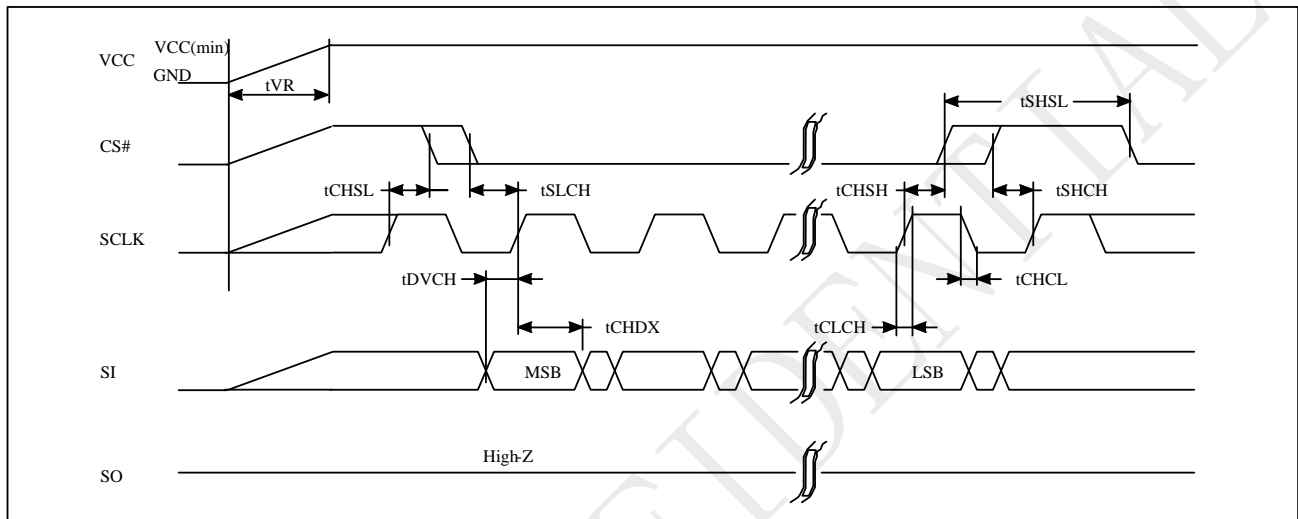 VCC
VCC(min)
GND
tVR
tSHSL
CS#
tCHSL
tSLCH
tCHSH
tSHCH
SCLK
tDVCH
tCHCL
tCHDX
tCLCH
SI
MSB
LSB
High-Z
SO